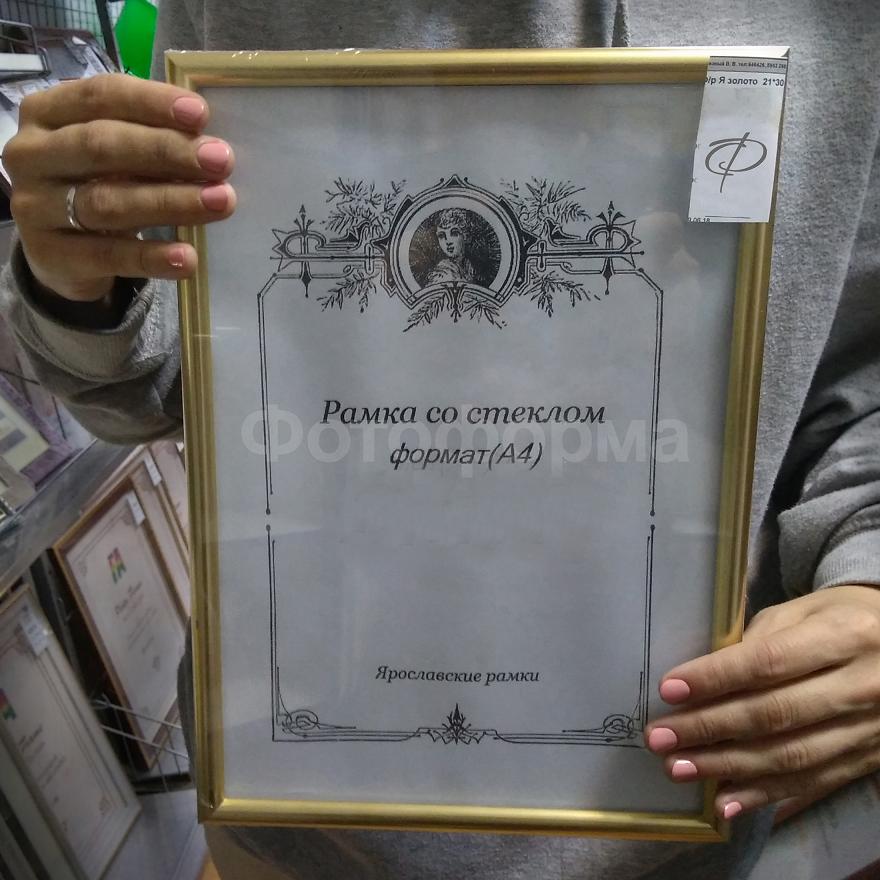 ф/р Я золото 21*30
Рамка со стеклом
Фотоформа
формат(А4)
Ярославские рамки